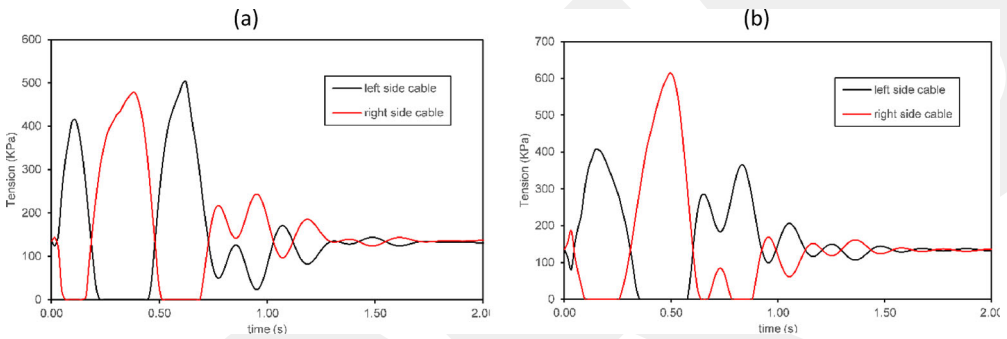 (a)
600
500
400
300
200
100
0
Tension (KPa)
left side cable
right side cable
0.00 0.50 1.00 1.50 2.00
time (s)
(b)
700
600
500
400
300
200
100
0
Tension (KPa)
left side cable
right side cable
0.00 0.50 1.00 1.50 2.00
time (s)